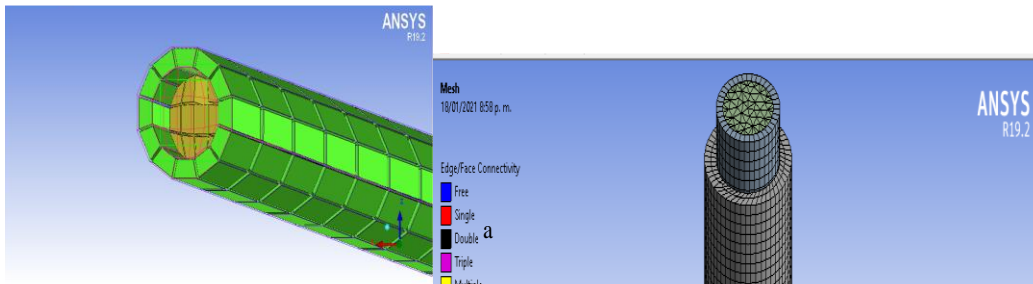 ANSYS
R19.2
Mesh
18/01/2021 8:58 p. m.
ANSYS
R19.2
Edge/Face Connectivity
Free
Single
Double
a
Triple
Multiple